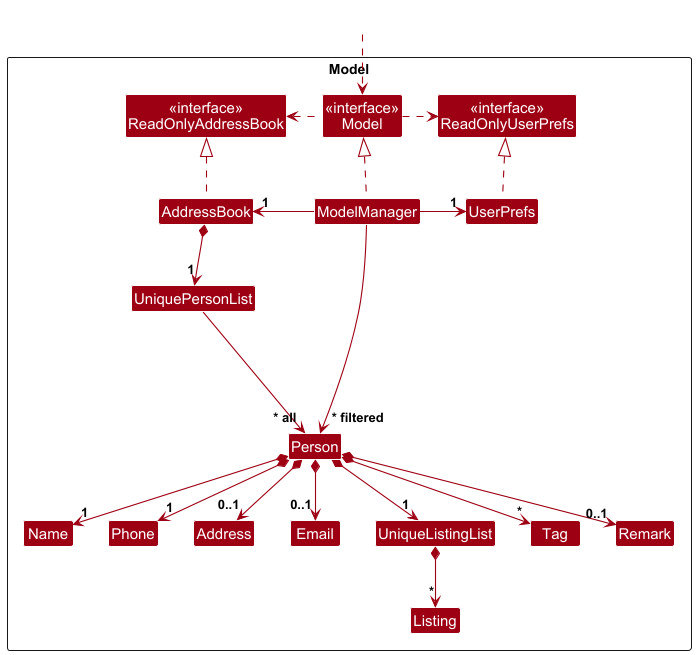 Model
«interface»
ReadOnlyAddressBook
«interface»
Model
«interface»
ReadOnlyUserPrefs
AddressBook
1
ModelManager
1
UserPrefs
1
UniquePersonList
* all
* filtered
Person
1
1
0..1
0..1
1
*
0..1
Name
Phone
Address
Email
UniqueListingList
Tag
Remark
*
Listing